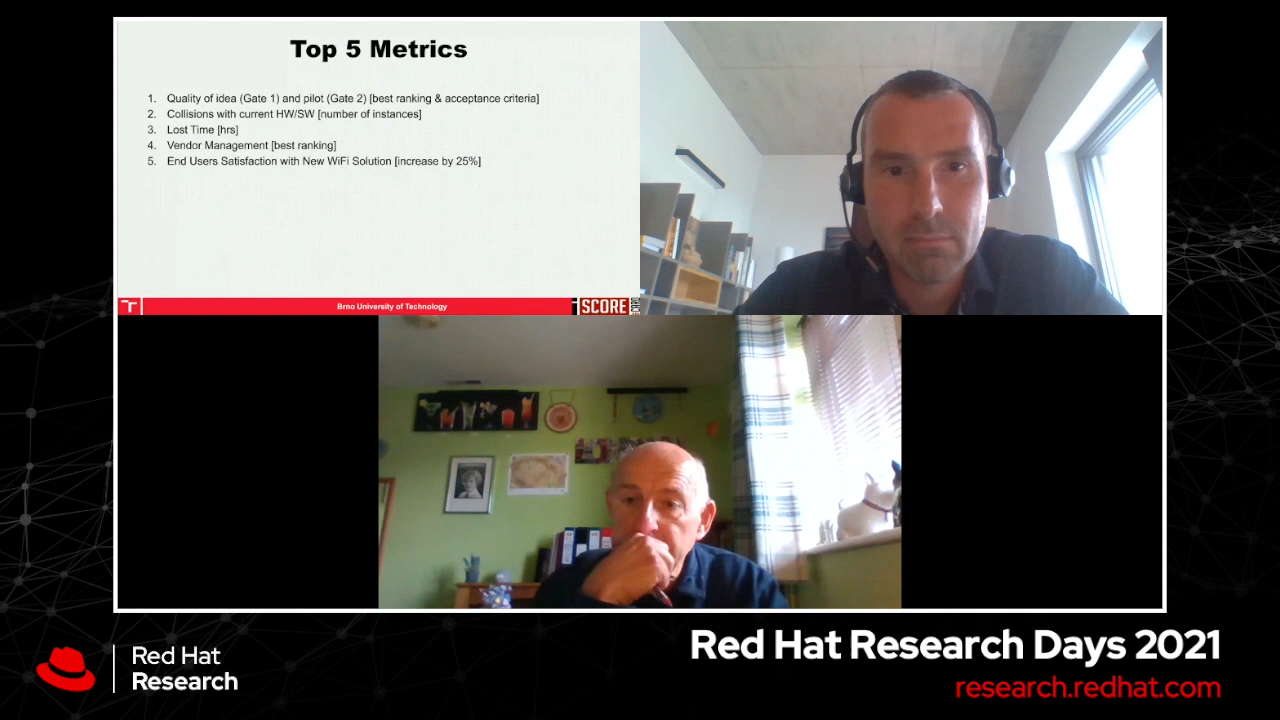 Top 5 Metrics
1. Quality of idea (Gate 1) and pilot (Gate 2) [best ranking & acceptance criteria]
2. Collisions with current HW/SW [number of instances]
3. Lost Time [hrs]
4. Vendor Management [best ranking]
5. End Users Satisfaction with New WiFi Solution [increase by 25%]
Brno University of Technology
SCORE
Red Hat
Research
Red Hat Research Days 2021
research.redhat.com